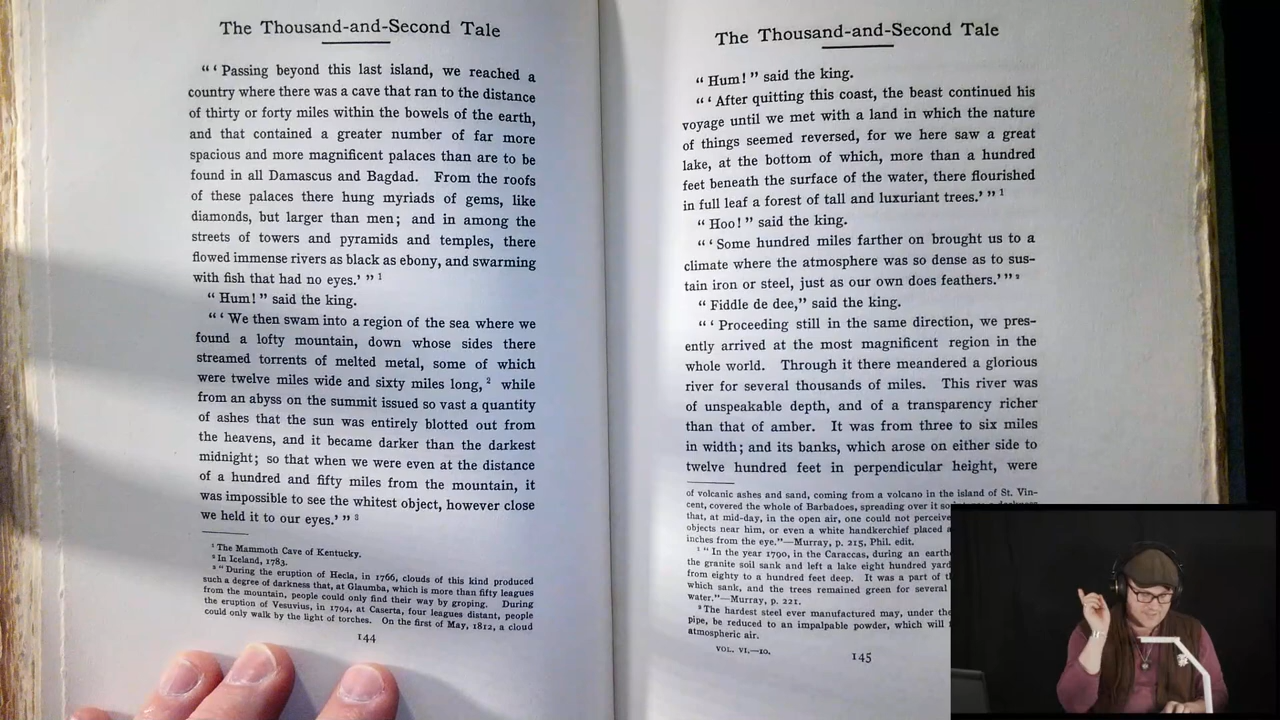 The Thousand-and-Second Tale
“ ‘ Passing beyond this last island, we reached a
country where there was a cave that ran to the distance
of thirty or forty miles within the bowels of the earth,
and that contained a greater number of far more
spacious and more magnificent palaces than are to be
found in all Damascus and Bagdad. From the roofs
of these palaces there hung myriads of gems, like
diamonds, but larger than men; and in among the
streets of towers and pyramids and temples, there
flowed immense rivers as black as ebony, and swarming
with fish that had no eyes.’ ” 1
“ Hum! ” said the king.
“ ‘ We then swam into a region of the sea where we
found a lofty mountain, down whose sides there
streamed torrents of melted metal, some of which
were twelve miles wide and sixty miles long, 2 while
from an abyss on the summit issued so vast a quantity
of ashes that the sun was entirely blotted out from
the heavens, and it became darker than the darkest
midnight; so that when we were even at the distance
of a hundred and fifty miles from the mountain, it
was impossible to see the whitest object, however close
we held it to our eyes.’ ” 3
1 The Mammoth Cave of Kentucky.
2 In Iceland, 1783.
3 “ During the eruption of Hecla, in 1766, clouds of this kind produced
such a degree of darkness that, at Glaumba, which is more than fifty leagues
from the mountain, people could only find their way by groping. During
the eruption of Vesuvius, in 1794, at Caserta, four leagues distant, people
could only walk by the light of torches. On the first of May, 1812, a cloud
144
The Thousand-and-Second Tale
“ Hum! ” said the king.
“ ‘ After quitting this coast, the beast continued his
voyage until we met with a land in which the nature
of things seemed reversed, for we here saw a great
lake, at the bottom of which, more than a hundred
feet beneath the surface of the water, there flourished
in full leaf a forest of tall and luxuriant trees.’ ” 1
“ Hoo! ” said the king.
“ ‘ Some hundred miles farther on brought us to a
climate where the atmosphere was so dense as to sus-
tain iron or steel, just as our own does feathers.’ ” 2
“ Fiddle de dee,” said the king.
“ ‘ Proceeding still in the same direction, we pres-
ently arrived at the most magnificent region in the
whole world. Through it there meandered a glorious
river for several thousands of miles. This river was
of unspeakable depth, and of a transparency richer
than that of amber. It was from three to six miles
in width; and its banks, which arose on either side to
twelve hundred feet in perpendicular height, were
of volcanic ashes and sand, coming from a volcano in the island of St. Vin-
cent, covered the whole of Barbadoes, spreading over it
that, at mid-day, in the open air, one could not perceive
objects near him, or even a white handkerchief placed a
inches from the eye.”—Murray, p. 215, Phil. edit.
1 “ In the year 1790, in the Caraccas, during an
the granite soil sank and left a lake eight hundred
from eighty to a hundred feet deep. It was a part of
which sank, and the trees remained green for several
water.”—Murray, p. 221.
2 The hardest steel ever manufactured may, under the
pipe, be reduced to an impalpable powder, which will
atmospheric air.
VOL. VI.—10.
145